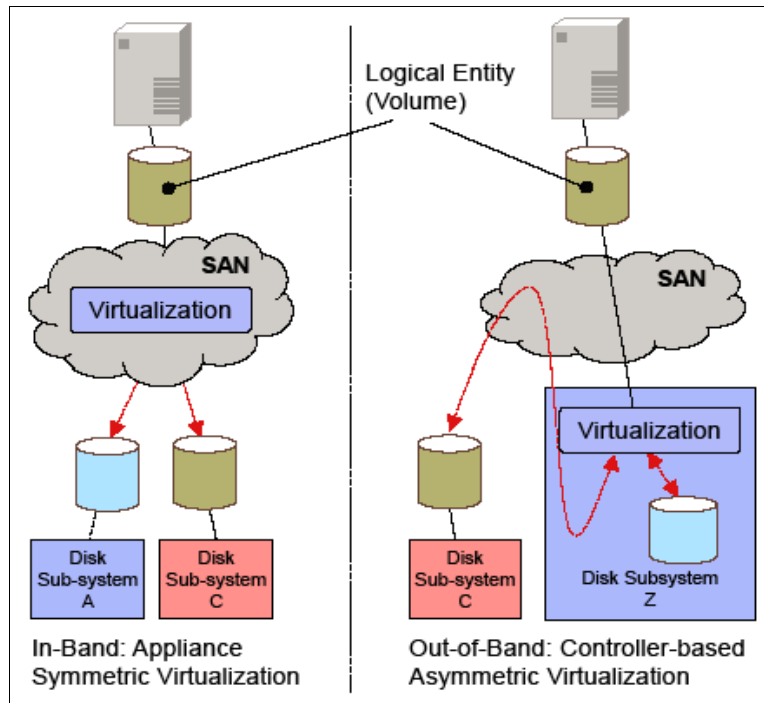 Logical Entity
(Volume)
SAN
Virtualization
Disk
Sub-system
A
Disk
Sub-system
C
In-Band: Appliance
Symmetric Virtualization
SAN
Virtualization
Disk
Sub-system
C
Disk Subsystem
Z
Out-of-Band: Controller-based
Asymmetric Virtualization